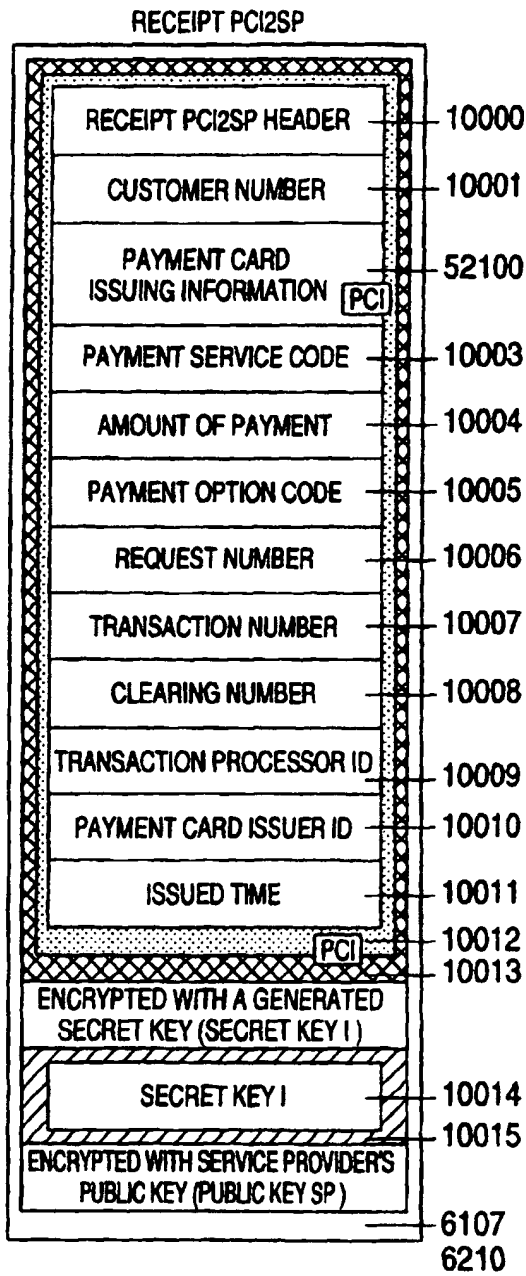 RECEIPT PCI2SP
RECEIPT PCI2SP HEADER 10000
CUSTOMER NUMBER 10001
PAYMENT CARD
ISSUING INFORMATION 52100
PCI
PAYMENT SERVICE CODE 10003
AMOUNT OF PAYMENT 10004
PAYMENT OPTION CODE 10005
REQUEST NUMBER 10006
TRANSACTION NUMBER 10007
CLEARING NUMBER 10008
TRANSACTION PROCESSOR ID 10009
PAYMENT CARD ISSUER ID 10010
ISSUED TIME 10011
PCI 10012
10013
ENCRYPTED WITH A GENERATED
SECRET KEY (SECRET KEY I)
SECRET KEY I 10014
10015
ENCRYPTED WITH SERVICE PROVIDER'S
PUBLIC KEY (PUBLIC KEY SP)
6107
6210